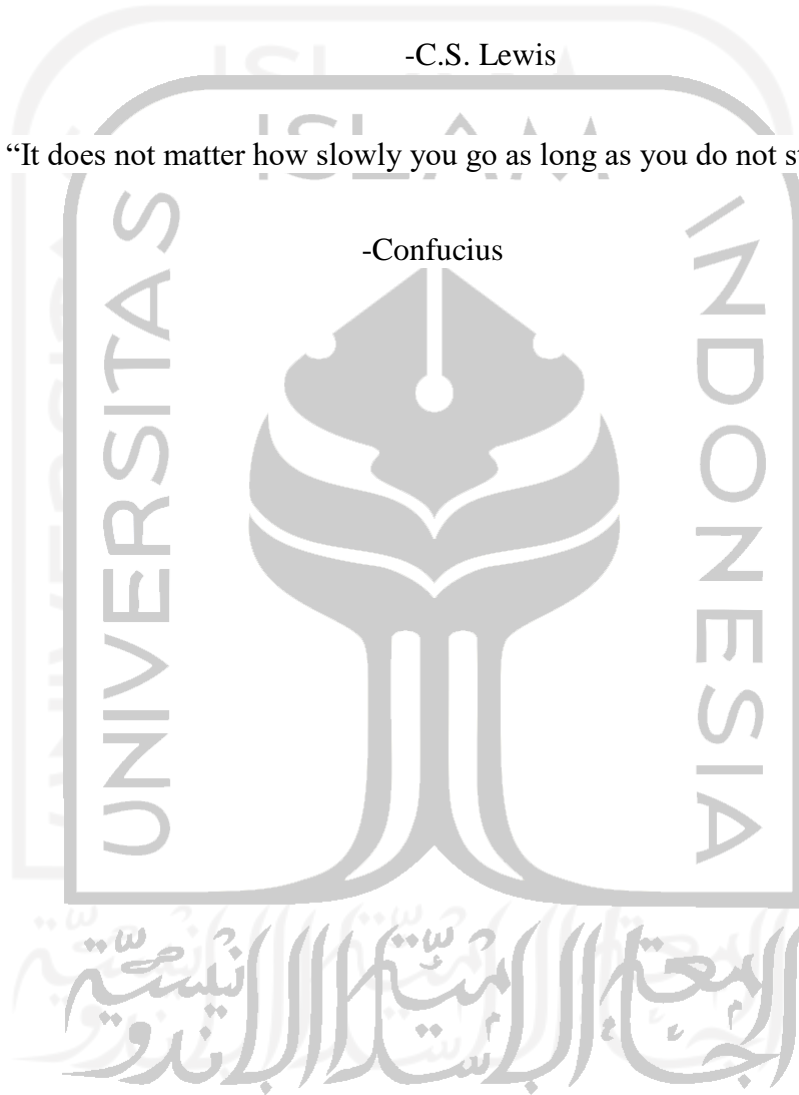 -C.S. Lewis
ISLAM
“It does not matter how slowly you go as long as you do not
-Confucius
UNIVERSITAS
INDONESIA
الجامعة الإسلامية الإندونيسية